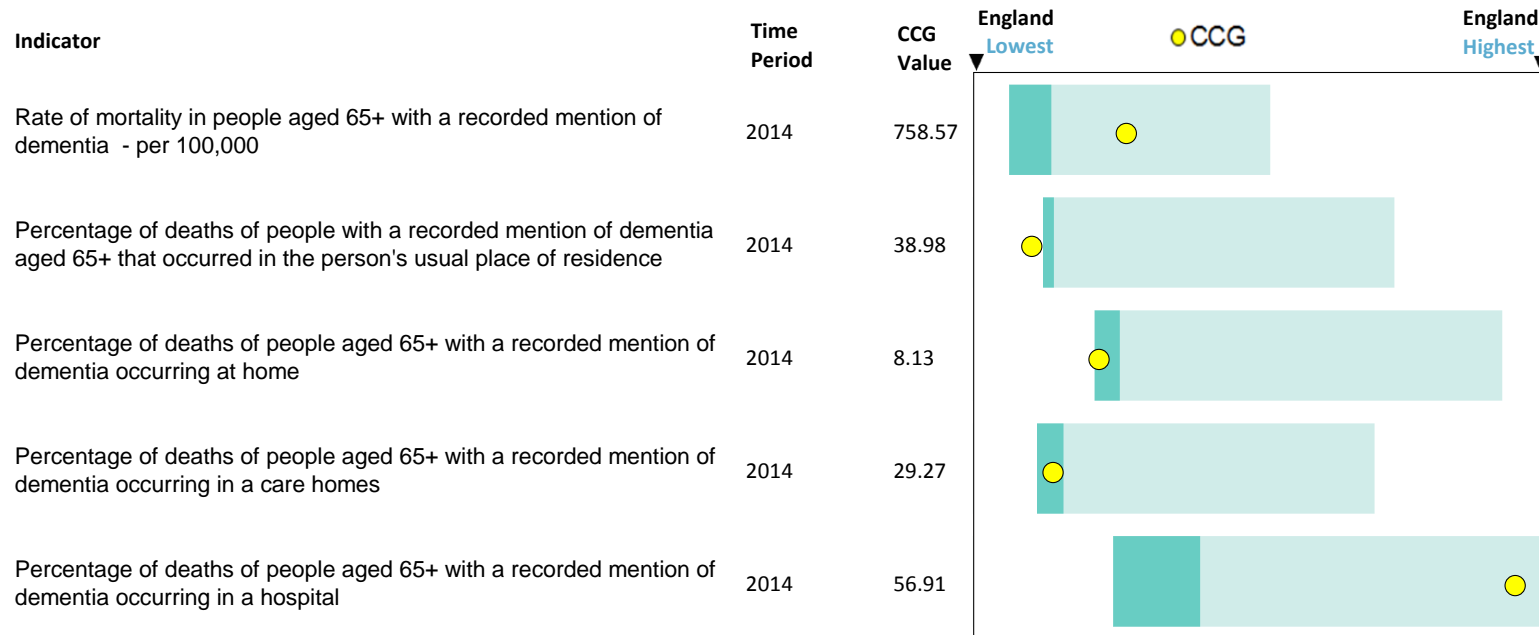 Indicator
Time
Period
CCG
Value
England
Lowest
CCG
England
Highest
Rate of mortality in people aged 65+ with a recorded mention of
dementia - per 100,000
2014
758.57
Percentage of deaths of people with a recorded mention of dementia
aged 65+ that occurred in the person's usual place of residence
2014
38.98
Percentage of deaths of people aged 65+ with a recorded mention of
dementia occurring at home
2014
8.13
Percentage of deaths of people aged 65+ with a recorded mention of
dementia occurring in a care homes
2014
29.27
Percentage of deaths of people aged 65+ with a recorded mention of
dementia occurring in a hospital
2014
56.91